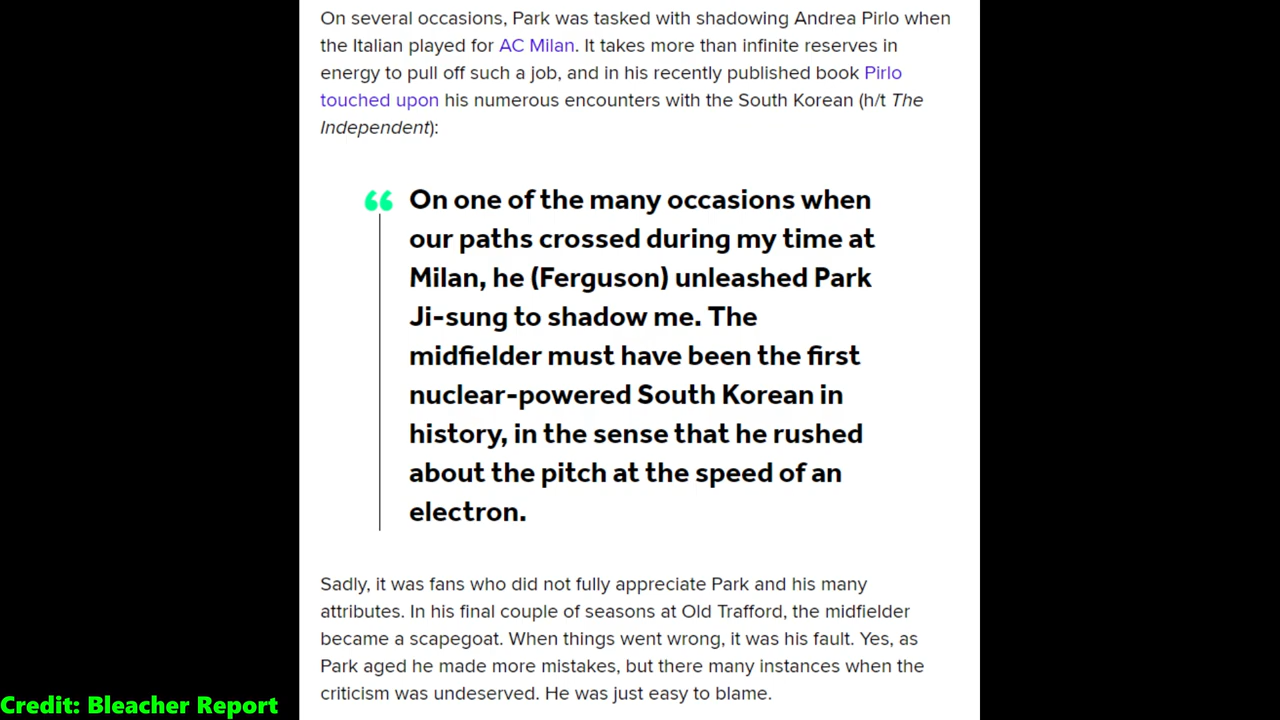 On several occasions, Park was tasked with shadowing Andrea Pirlo when
the Italian played for AC Milan. It takes more than infinite reserves in
energy to pull off such a job, and in his recently published book Pirlo
touched upon his numerous encounters with the South Korean (h/t The
Independent):
“ On one of the many occasions when
our paths crossed during my time at
Milan, he (Ferguson) unleashed Park
Ji-sung to shadow me. The
midfielder must have been the first
nuclear-powered South Korean in
history, in the sense that he rushed
about the pitch at the speed of an
electron.
Sadly, it was fans who did not fully appreciate Park and his many
attributes. In his final couple of seasons at Old Trafford, the midfielder
became a scapegoat. When things went wrong, it was his fault. Yes, as
Park aged he made more mistakes, but there many instances when the
criticism was undeserved. He was just easy to blame.
Credit: Bleacher Report